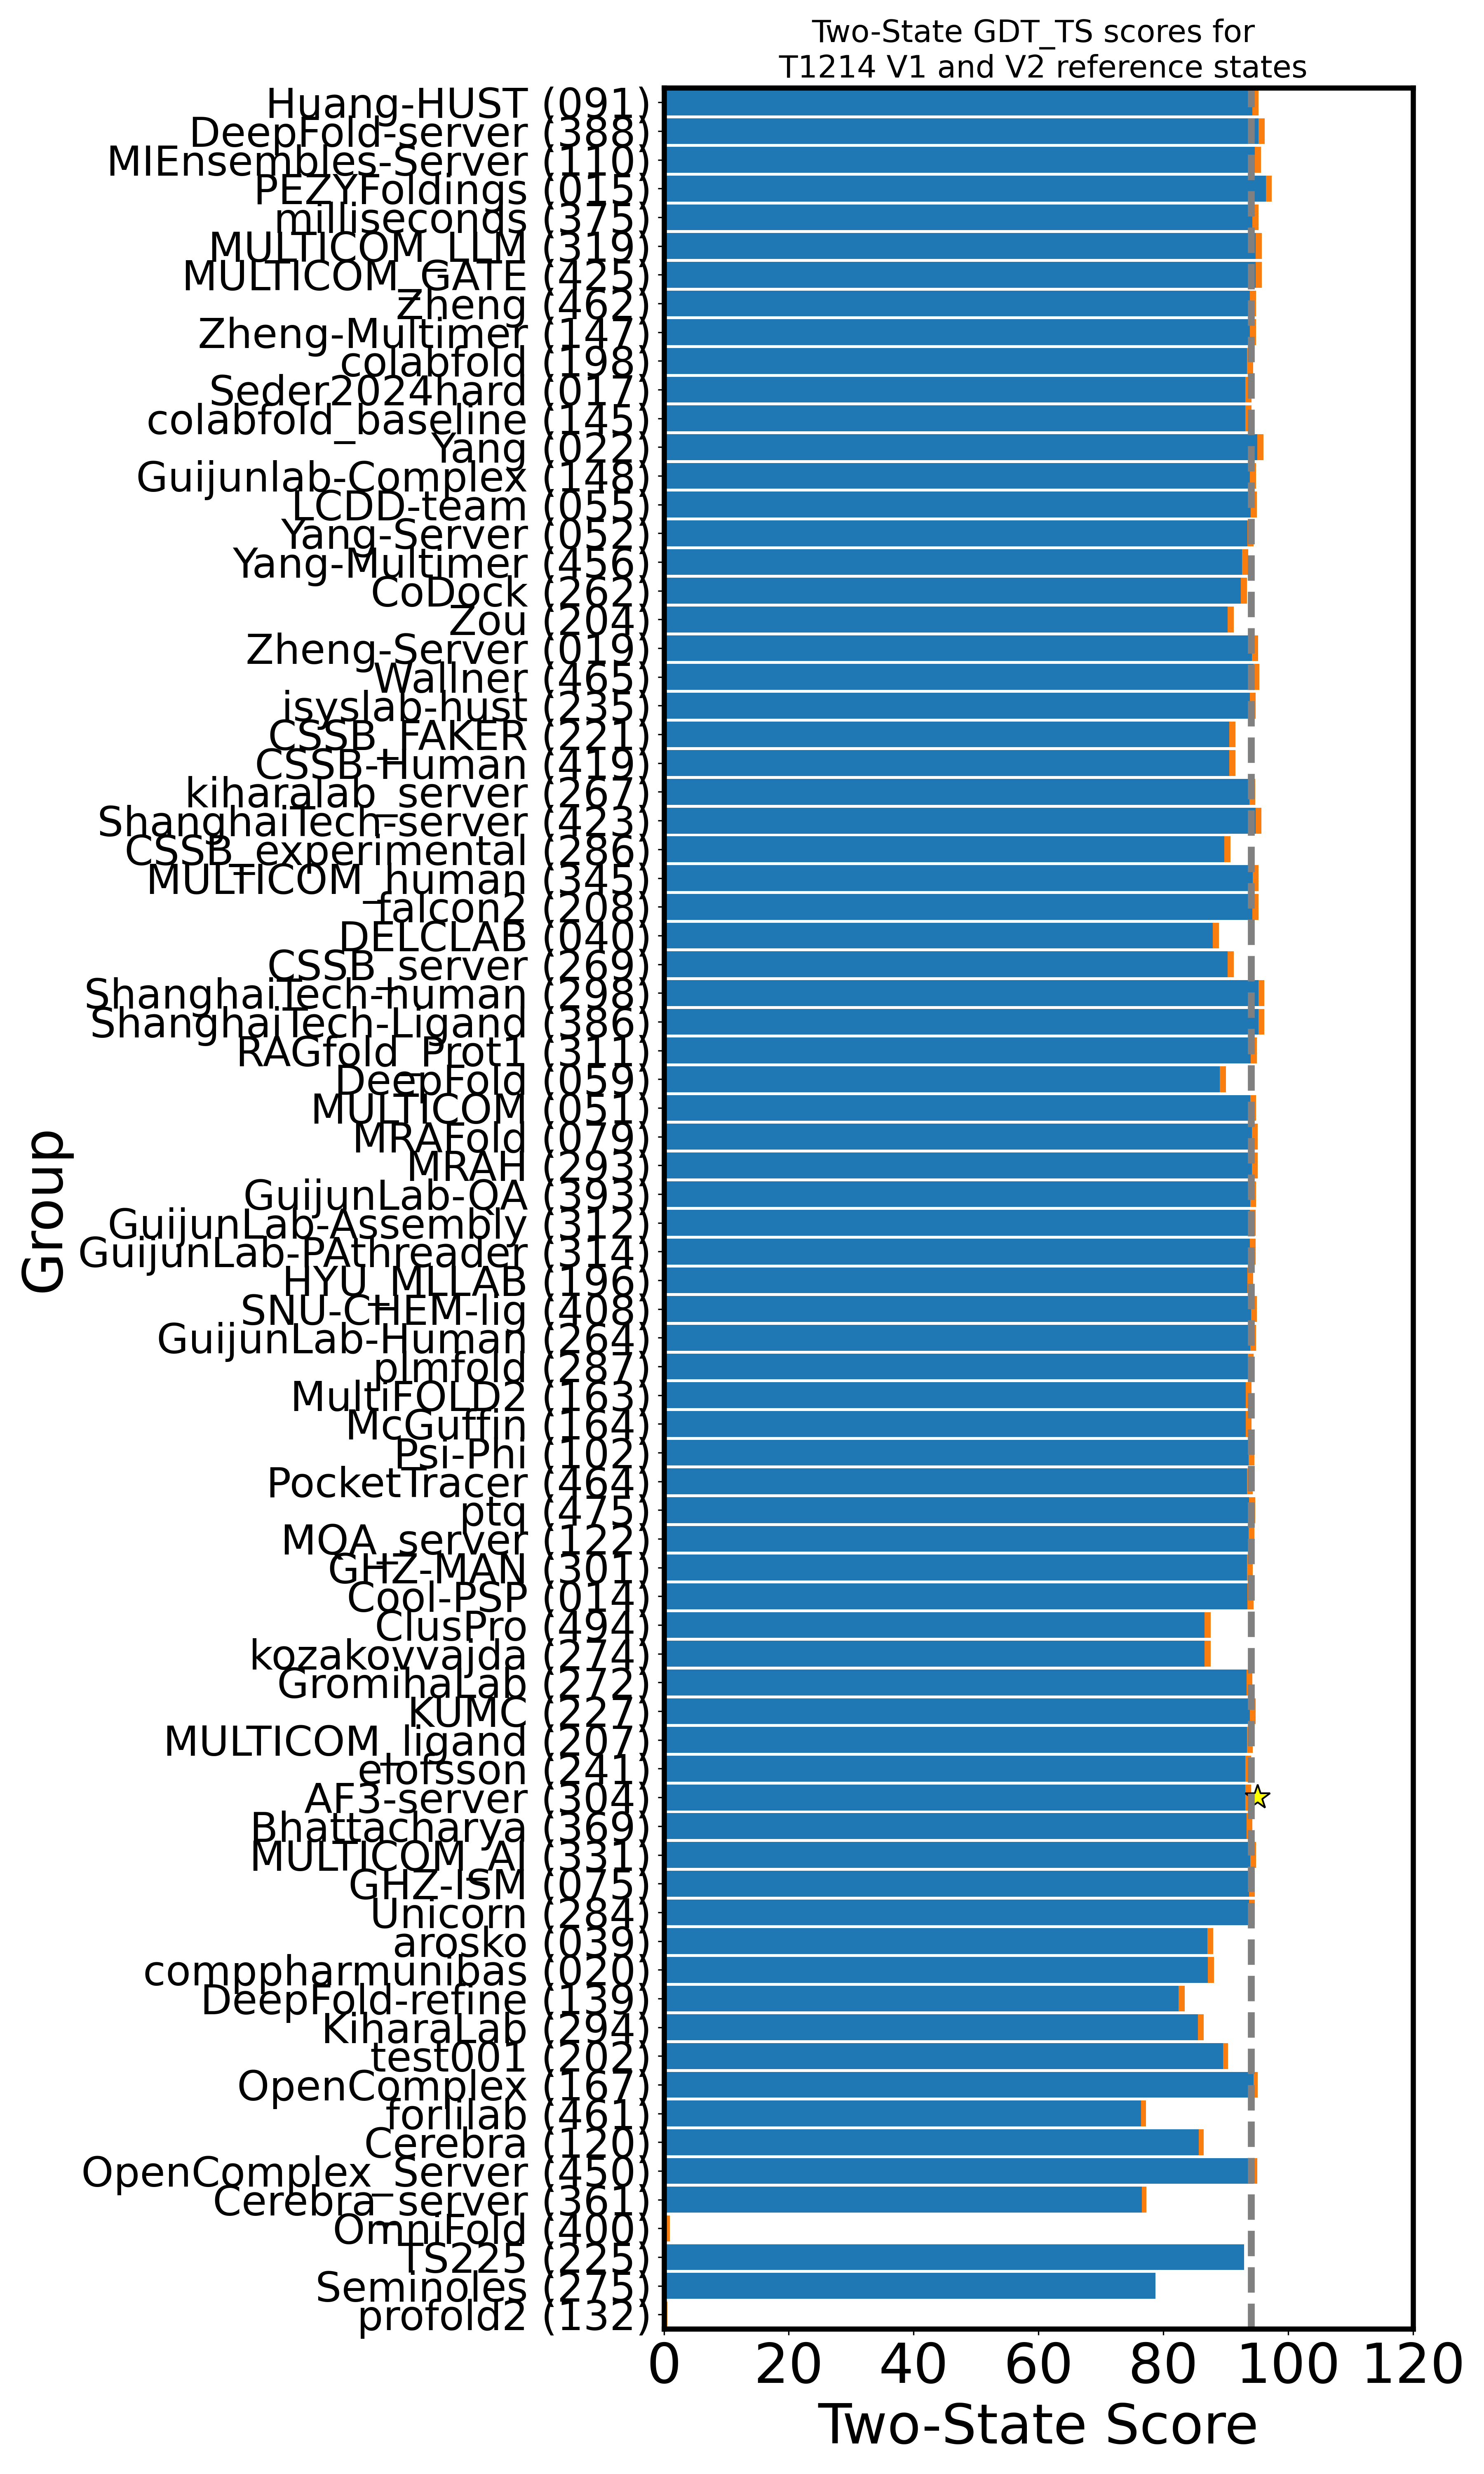 Two-State GDT_TS scores for
T1214 V1 and V2 reference states
Huang-HUST (091)
DeepFold-server (388)
MIEnsembles-Server (110)
PEZYFoldings (015)
milliseconds (375)
MULTICOM_LLM (319)
MULTICOM_GATE (425)
Zheng (462)
Zheng-Multimer (147)
colabfold (198)
Seder2024hard (017)
colabfold_baseline (145)
Yang (022)
Guijunlab-Complex (148)
LCDD-team (055)
Yang-Server (052)
Yang-Multimer (456)
CoDock (262)
Zou (204)
Zheng-Server (019)
Wallner (465)
isyslab-hust (235)
CSSB_FAKER (221)
CSSB-Human (419)
kiharalab_server (267)
ShanghaiTech-server (423)
CSSB_experimental (286)
MULTICOM_human (345)
falcon2 (208)
DELCLAB (040)
CSSB_server (269)
ShanghaiTech-human (298)
ShanghaiTech-Ligand (386)
RAGfold_Prot1 (311)
DeepFold (059)
MULTICOM (051)
MRAFold (079)
MRAH (293)
GuijunLab-QA (393)
GuijunLab-Assembly (312)
GuijunLab-PAthreader (314)
HYU_MLLAB (196)
SNU-CHEM-lig (408)
GuijunLab-Human (264)
plmfold (287)
MultiFOLD2 (163)
McGuffin (164)
Psi-Phi (102)
PocketTracer (464)
ptq (475)
MQA_server (122)
GHZ-MAN (301)
Cool-PSP (014)
ClusPro (494)
kozakovvajda (274)
GromihaLab (272)
KUMC (227)
MULTICOM_ligand (207)
elofsson (241)
AF3-server (304)
Bhattacharya (369)
MULTICOM_AI (331)
GHZ-ISM (075)
Unicorn (284)
arosko (039)
comppharmunibas (020)
DeepFold-refine (139)
KiharaLab (294)
test001 (202)
OpenComplex (167)
forlilab (461)
Cerebra (120)
OpenComplex_Server (450)
Cerebra_server (361)
OmniFold (400)
TS225 (225)
Seminoles (275)
profold2 (132)
Group
0 20 40 60 80 100 120
Two-State Score